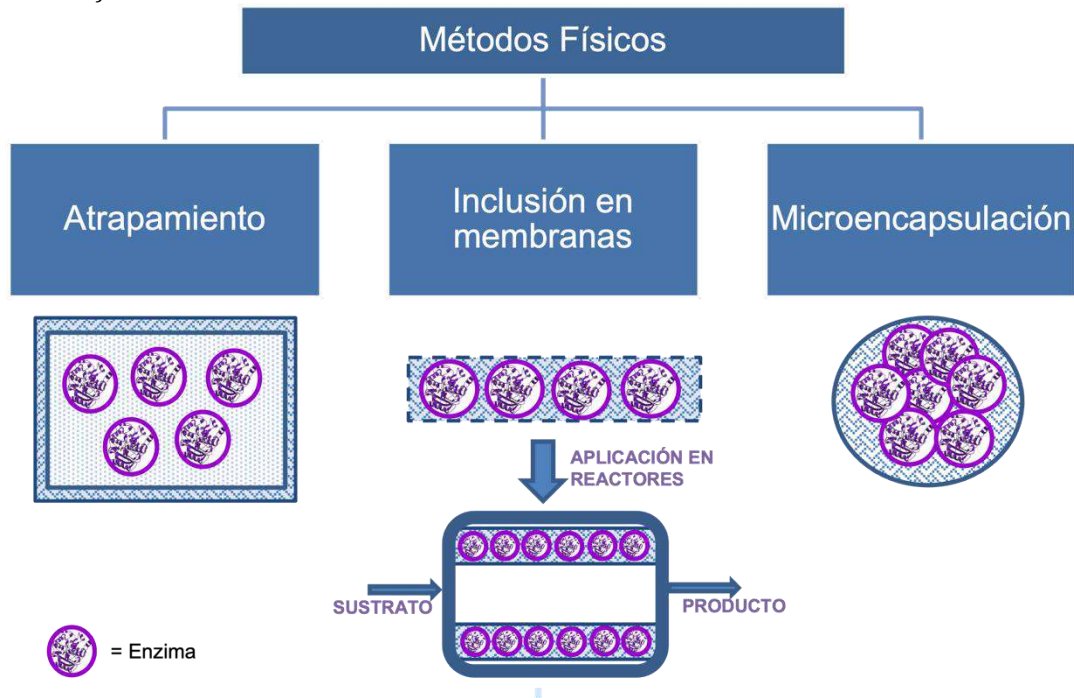 Métodos Físicos
Atrapamiento
Inclusión en
membranas
Microencapsulación
APLICACIÓN EN
REACTORES
SUSTRATO
PRODUCTO
= Enzima